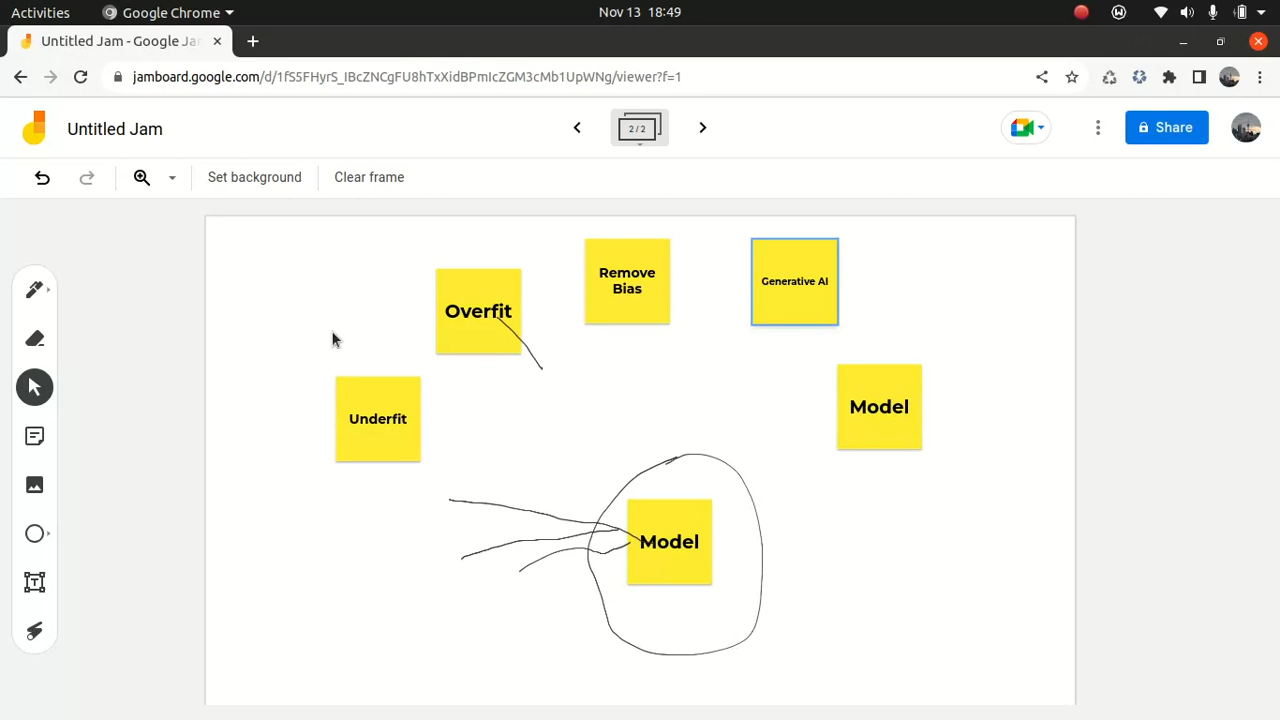 Activities
Google Chrome
Nov 13 18:49
Untitled Jam - Google Jar
jamboard.google.com/d/1fS5FHyrS_IBcZNCgFU8hTxXidBPmIcZGM3cMb1UpWNg/viewer?f=1
Untitled Jam
2 / 2
Share
Set background
Clear frame
Remove
Bias
Generative AI
Overfit
Model
Underfit
Model